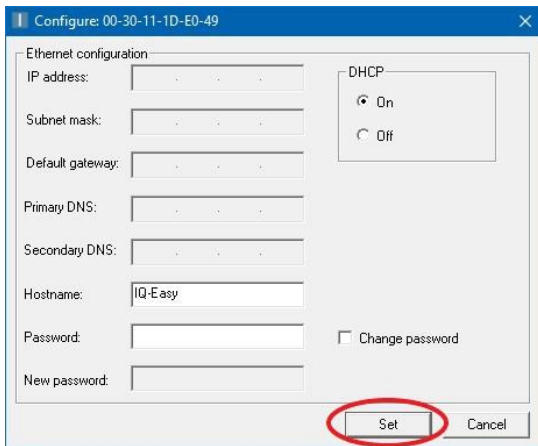 Configure: 00-30-11-1D-E0-49
Ethernet configuration
IP address:
Subnet mask:
Default gateway:
Primary DNS:
Secondary DNS:
Hostname: IQ-Easy
Password:
New password:
DHCP
On
Off
Change password
Set Cancel